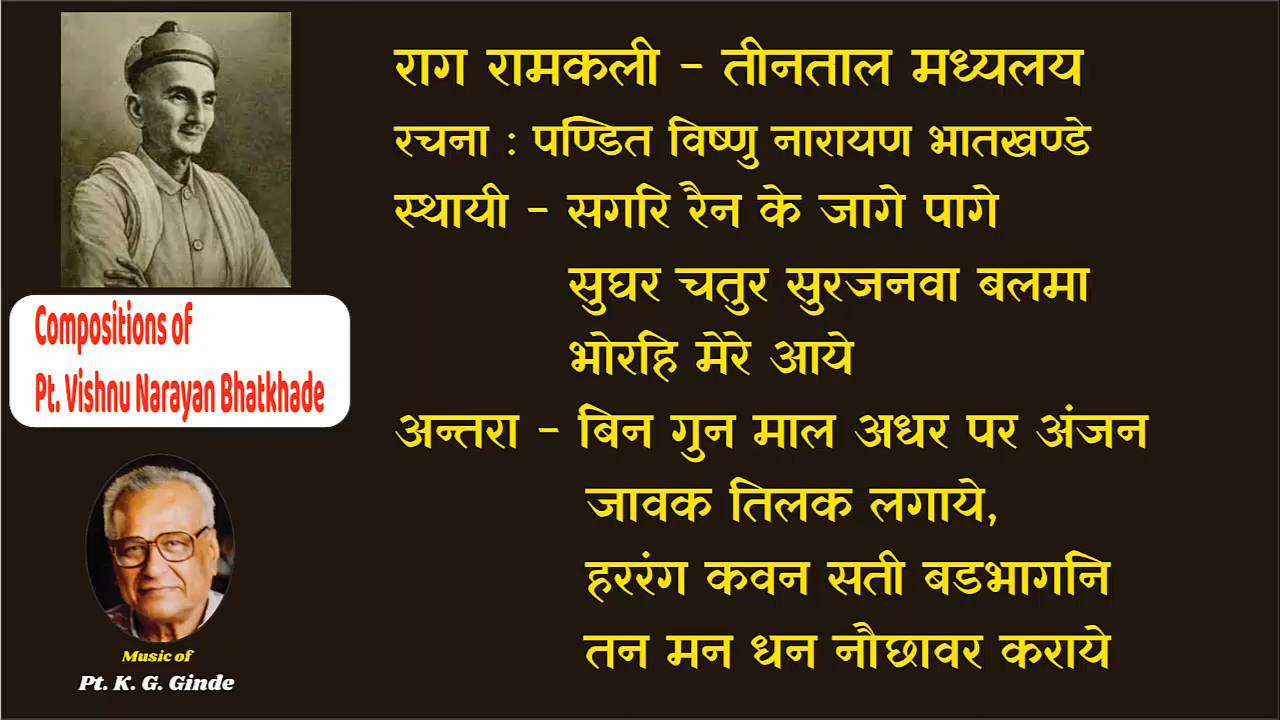 राग रामकली - तीनताल मध्यलय
रचना : पण्डित विष्णु नारायण भातखण्डे
स्थायी - सगरि रैन के जागे पागे
सुघर चतुर सुरजनवा बलमा
भोरहि मेरे आये
अन्तरा - बिन गुन माल अधर पर अंजन
जावक तिलक लगाये,
हररंग कवन सती बडभागनि
तन मन धन नौछावर कराये
Compositions of
Pt. Vishnu Narayan Bhatkhade
Music of
Pt. K. G. Ginde